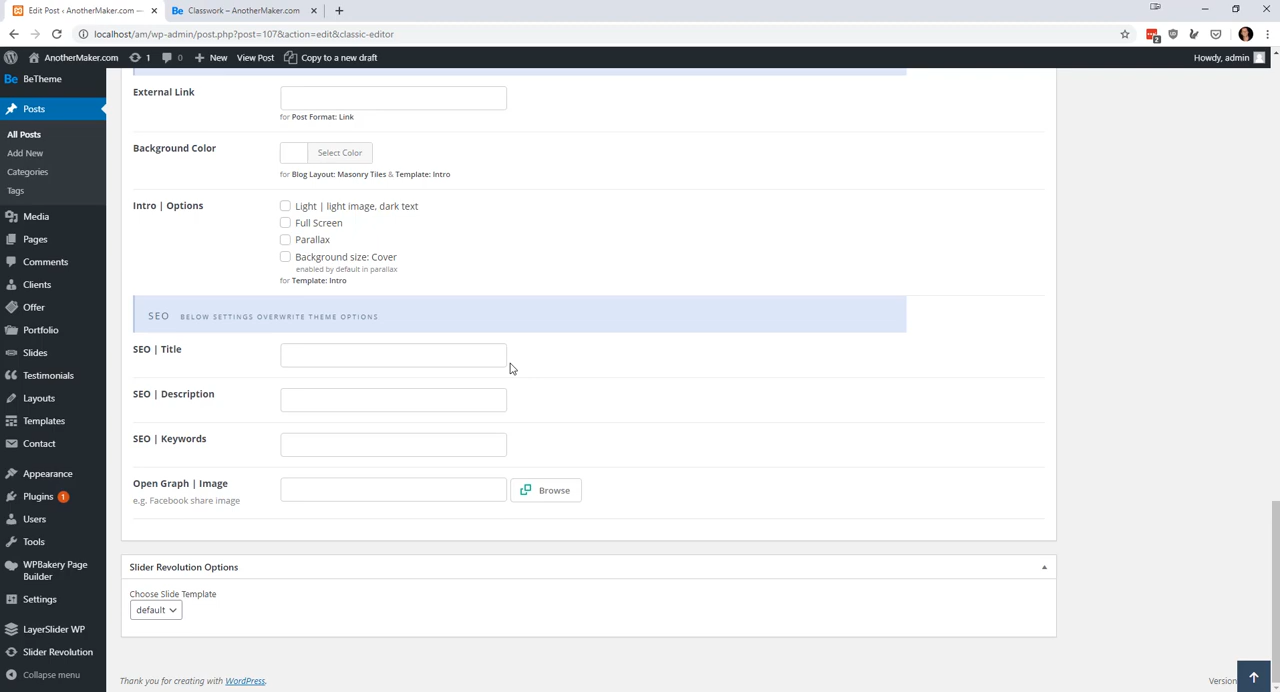 Edit Post ‹ AnotherMaker.com —
Be Classwork – AnotherMaker.com
localhost/am/wp-admin/post.php?post=107&action=edit&classic-editor
2
AnotherMaker.com 1 0 New View Post Copy to a new draft Howdy, admin
Be BeTheme
Posts
All Posts
Add New
Categories
Tags
Media
Pages
Comments
Clients
Offer
Portfolio
Slides
Testimonials
Layouts
Templates
Contact
Appearance
Plugins 1
Users
Tools
WPBakery Page
Builder
Settings
LayerSlider WP
Slider Revolution
Collapse menu
External Link
for Post Format: Link
Background Color
Select Color
for Blog Layout: Masonry Tiles & Template: Intro
Intro | Options
Light | light image, dark text
Full Screen
Parallax
Background size: Cover
enabled by default in parallax
for Template: Intro
SEO BELOW SETTINGS OVERWRITE THEME OPTIONS
SEO | Title
SEO | Description
SEO | Keywords
Open Graph | Image
Browse
e.g. Facebook share image
Slider Revolution Options
Choose Slide Template
default
Thank you for creating with WordPress.
Version